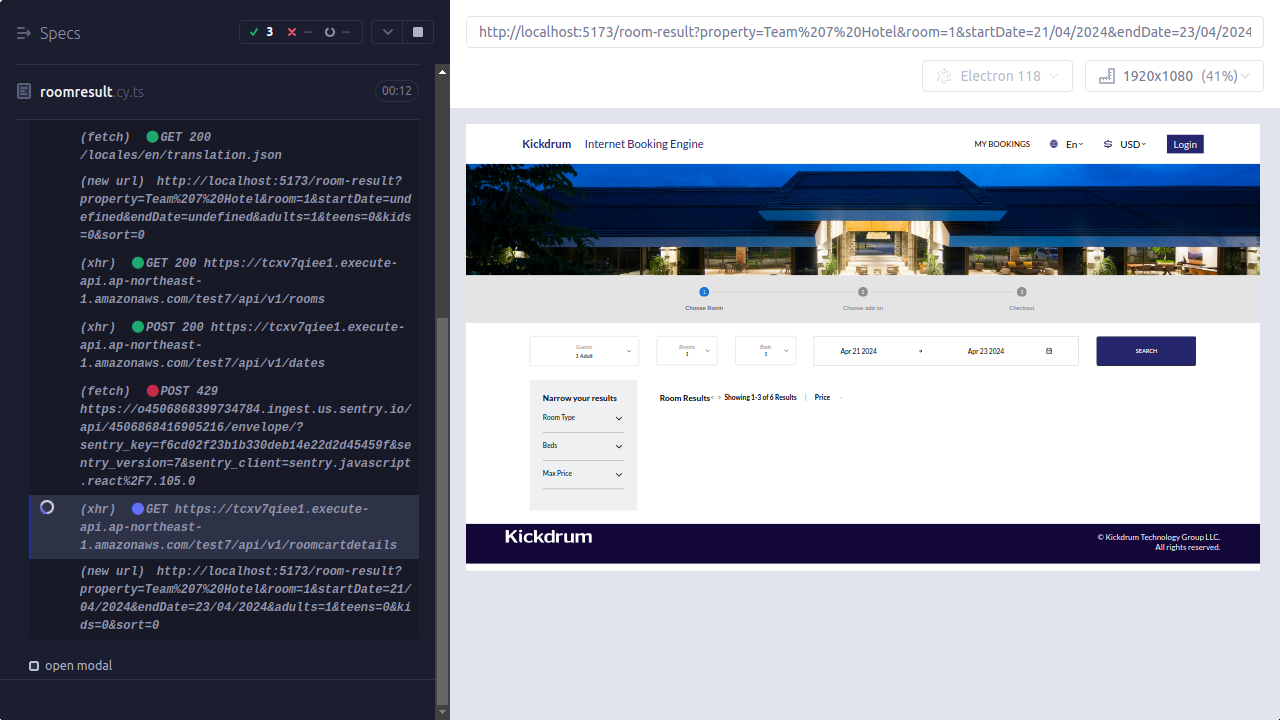 Specs
3
--
--
roomresult.cy.ts
00:12
(fetch) GET 200
/locales/en/translation.json
(new url) http://localhost:5173/room-result?
property=Team%207%20Hotel&room=1&startDate=und
efined&endDate=undefined&adults=1&teens=0&kids
=0&sort=0
(xhr) GET 200 https://tcxv7qiee1.execute-
api.ap-northeast-
1.amazonaws.com/test7/api/v1/rooms
(xhr) POST 200 https://tcxv7qiee1.execute-
api.ap-northeast-
1.amazonaws.com/test7/api/v1/dates
(fetch) POST 429
https://o4506868399734784.ingest.us.sentry.io/
api/4506868416905216/envelope/?
sentry_key=f6cd02f23b1b330deb14e22d2d45459f&se
ntry_version=7&sentry_client=sentry.javascript
.react%2F7.105.0
(xhr) GET https://tcxv7qiee1.execute-
api.ap-northeast-
1.amazonaws.com/test7/api/v1/roomcartdetails
(new url) http://localhost:5173/room-result?
property=Team%207%20Hotel&room=1&startDate=21/
04/2024&endDate=23/04/2024&adults=1&teens=0&ki
ds=0&sort=0
open modal
http://localhost:5173/room-result?property=Team%207%20Hotel&room=1&startDate=21/04/2024&endDate=23/04/2024
Electron 118
1920x1080 (41%)
Kickdrum Internet Booking Engine
MY BOOKINGS
En
USD
Login
1
2
3
Choose Room
Choose add on
Checkout
Guests
1 Adult
Rooms
1
Beds
1
Apr 21 2024
Apr 23 2024
SEARCH
Narrow your results
Room Type
Beds
Max Price
Room Results
Showing 1-3 of 6 Results
|
Price
Kickdrum
© Kickdrum Technology Group LLC.
All rights reserved.